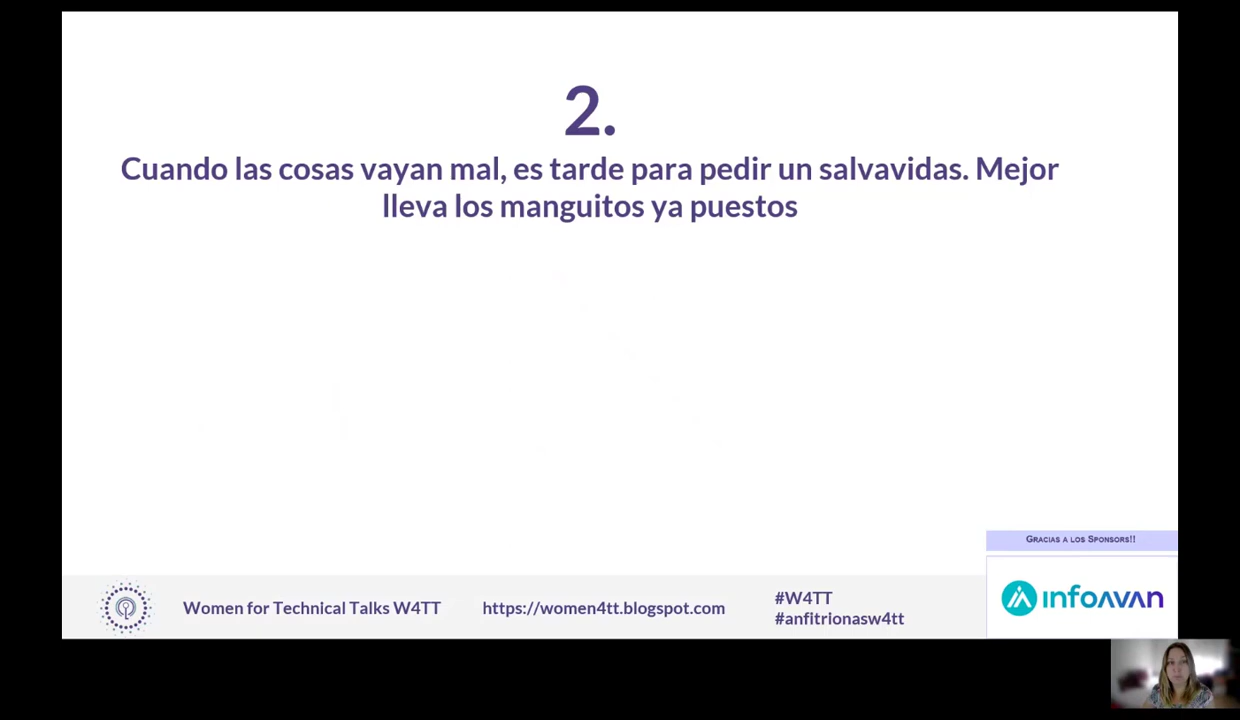 2.
Cuando las cosas vayan mal, es tarde para pedir un salvavidas. Mejor
lleva los manguitos ya puestos
GRACIAS A LOS SPONSORS!!
Women for Technical Talks W4TT
https://women4tt.blogspot.com
#W4TT
#anfitrionasw4tt
infoavan